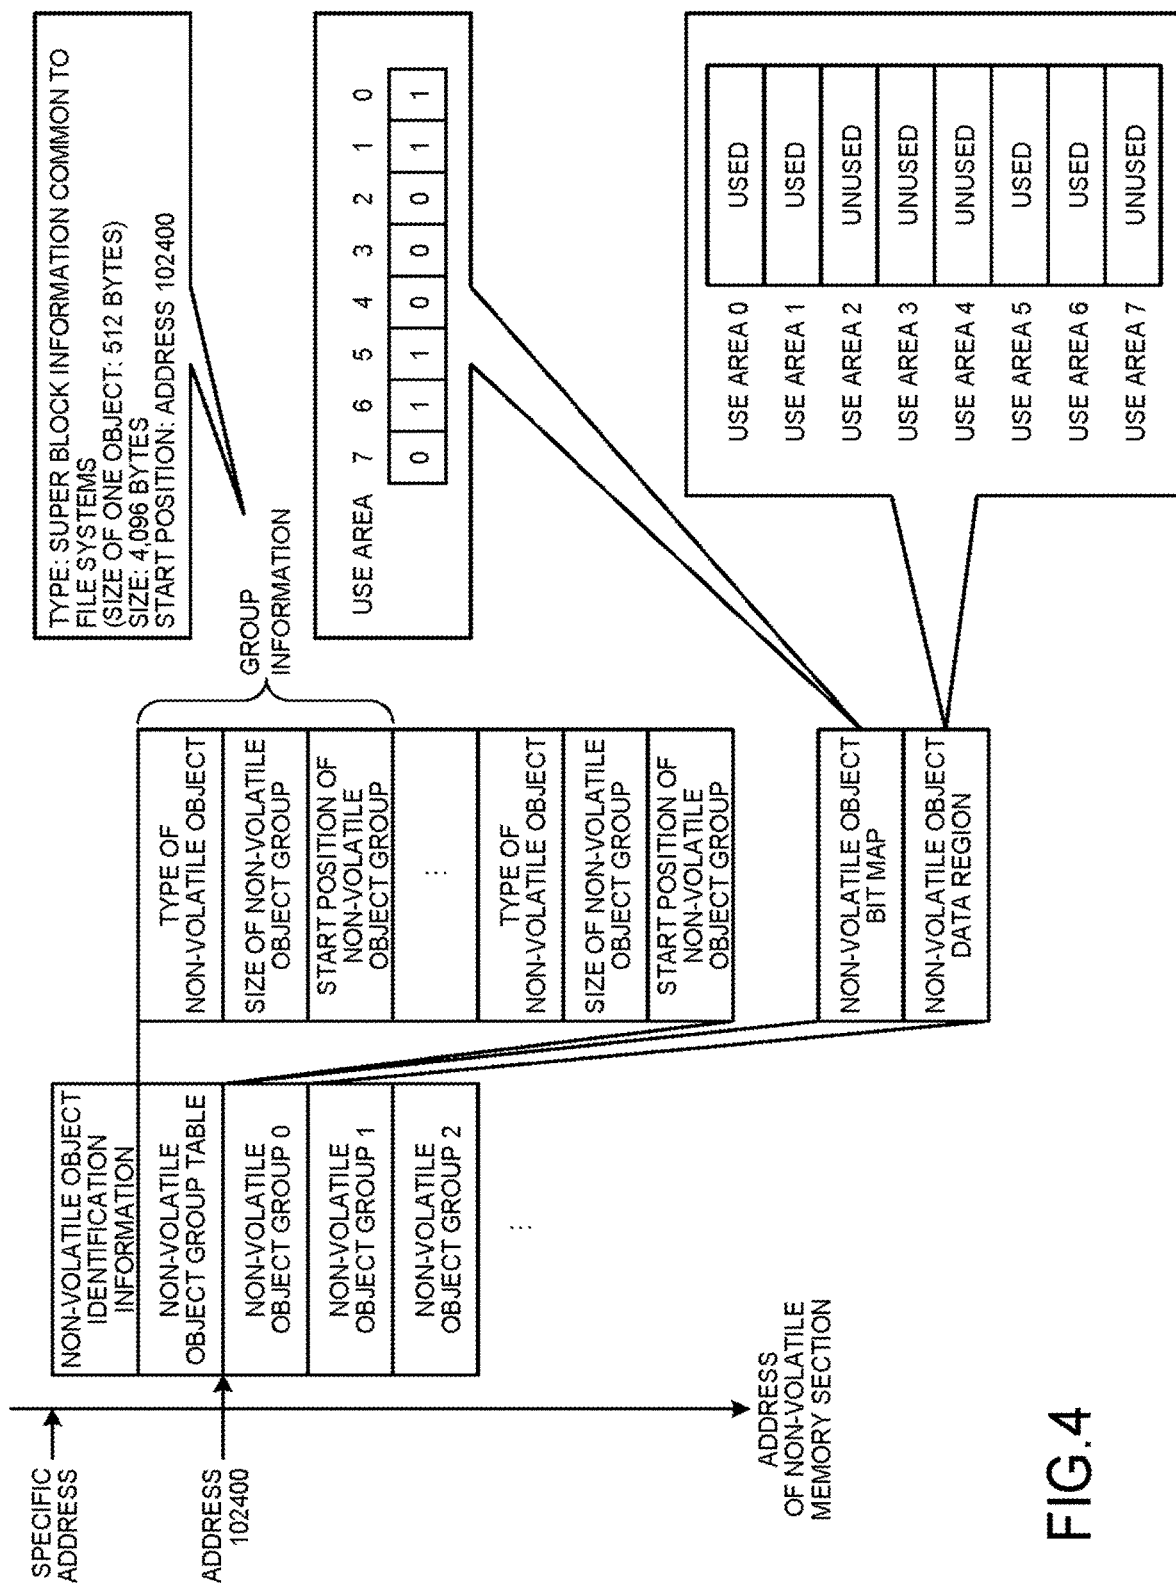 SPECIFIC
ADDRESS
ADDRESS
102400
ADDRESS
OF NON-VOLATILE
MEMORY SECTION
NON-VOLATILE OBJECT
IDENTIFICATION
INFORMATION
NON-VOLATILE
OBJECT GROUP TABLE
NON-VOLATILE
OBJECT GROUP 0
NON-VOLATILE
OBJECT GROUP 1
NON-VOLATILE
OBJECT GROUP 2
...
TYPE OF
NON-VOLATILE OBJECT
SIZE OF NON-VOLATILE
OBJECT GROUP
START POSITION OF
NON-VOLATILE
OBJECT GROUP
...
TYPE OF
NON-VOLATILE OBJECT
SIZE OF NON-VOLATILE
OBJECT GROUP
START POSITION OF
NON-VOLATILE
OBJECT GROUP
NON-VOLATILE OBJECT
BIT MAP
NON-VOLATILE OBJECT
DATA REGION
GROUP
INFORMATION
TYPE: SUPER BLOCK INFORMATION COMMON TO
FILE SYSTEMS
(SIZE OF ONE OBJECT: 512 BYTES)
SIZE: 4,096 BYTES
START POSITION: ADDRESS 102400
USE AREA 7 6 5 4 3 2 1 0
0 1 1 0 0 0 1 1
USE AREA 0 USED
USE AREA 1 USED
USE AREA 2 UNUSED
USE AREA 3 UNUSED
USE AREA 4 UNUSED
USE AREA 5 USED
USE AREA 6 USED
USE AREA 7 UNUSED
FIG.4